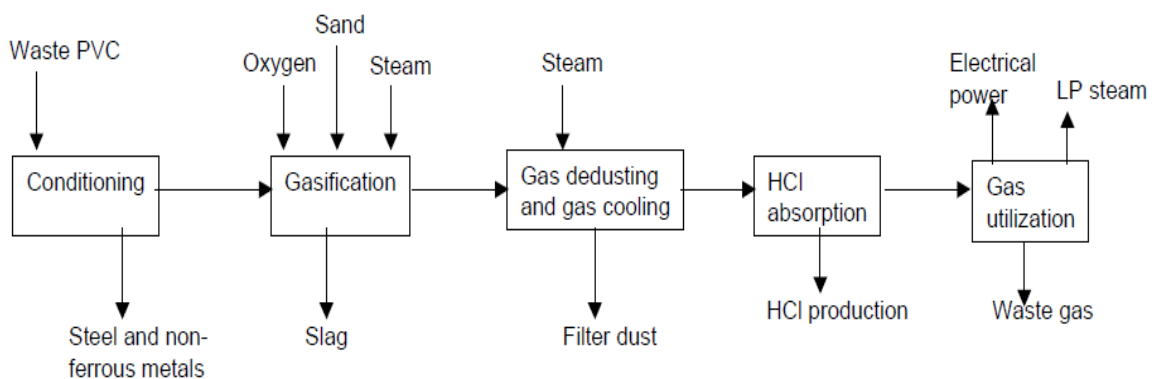 Waste PVC
Oxygen
Sand
Steam
Steam
Electrical
power
LP steam
Conditioning
Gasification
Gas dedusting
and gas cooling
HCl
absorption
Gas
utilization
Steel and non-
ferrous metals
Slag
Filter dust
HCl production
Waste gas